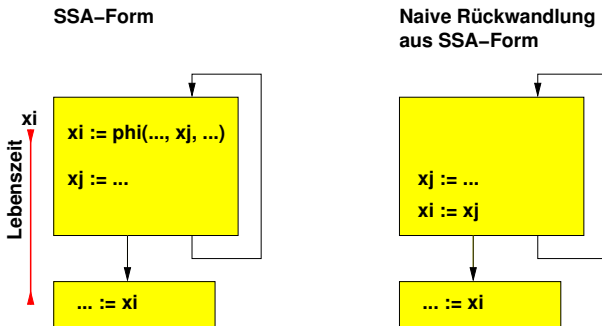 SSA–Form
xi
Lebenszeit
xi := phi(..., xj, ...)
xj := ...
... := xi
Naive Rückwandlung
aus SSA–Form
xj := ...
xi := xj
... := xi